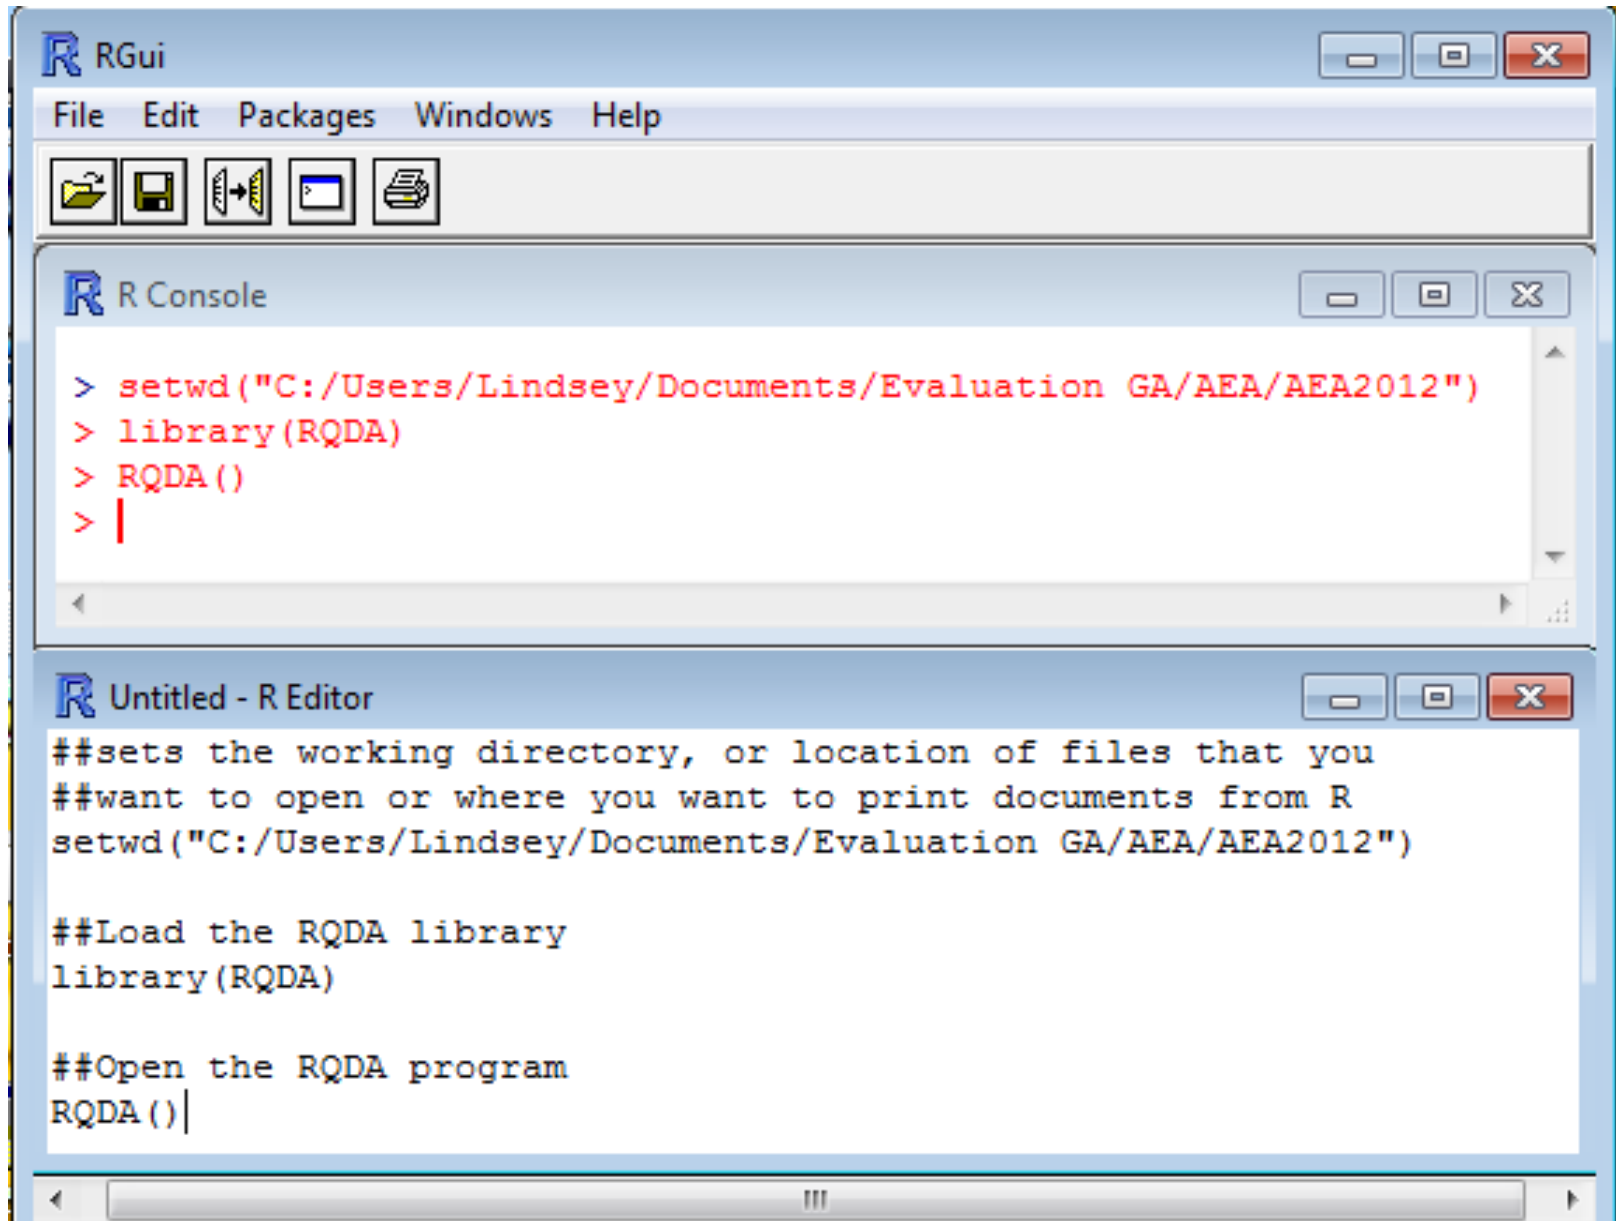 RGui
File Edit Packages Windows Help
R Console
> setwd("C:/Users/Lindsey/Documents/Evaluation GA/AEA/AEA2012")
> library(RQDA)
> RQDA()
>
Untitled - R Editor
##sets the working directory, or location of files that you
##want to open or where you want to print documents from R
setwd("C:/Users/Lindsey/Documents/Evaluation GA/AEA/AEA2012")
##Load the RQDA library
library(RQDA)
##Open the RQDA program
RQDA()